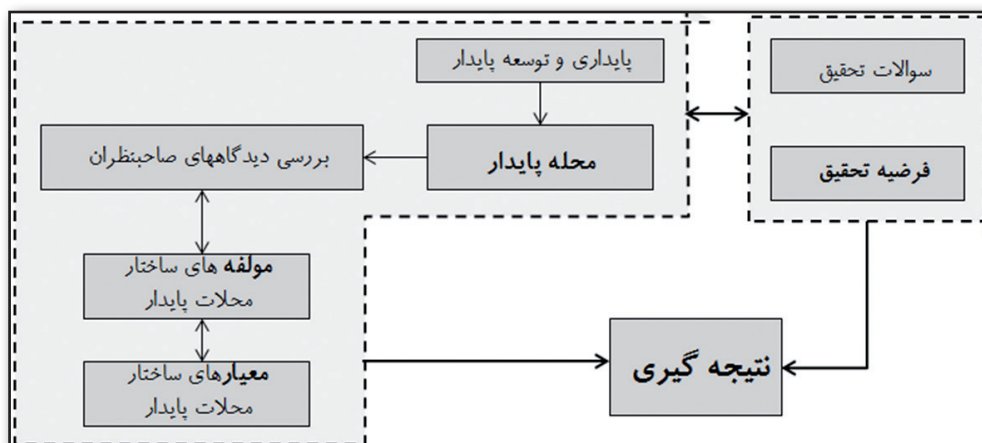 پایداری و توسعه پایدار
سوالات تحقیق
بررسی دیدگاههای صاحبنظران
محله پایدار
فرضیه تحقیق
مولفه های ساختار
محلات پایدار
معیارهای ساختار
محلات پایدار
نتیجه گیری